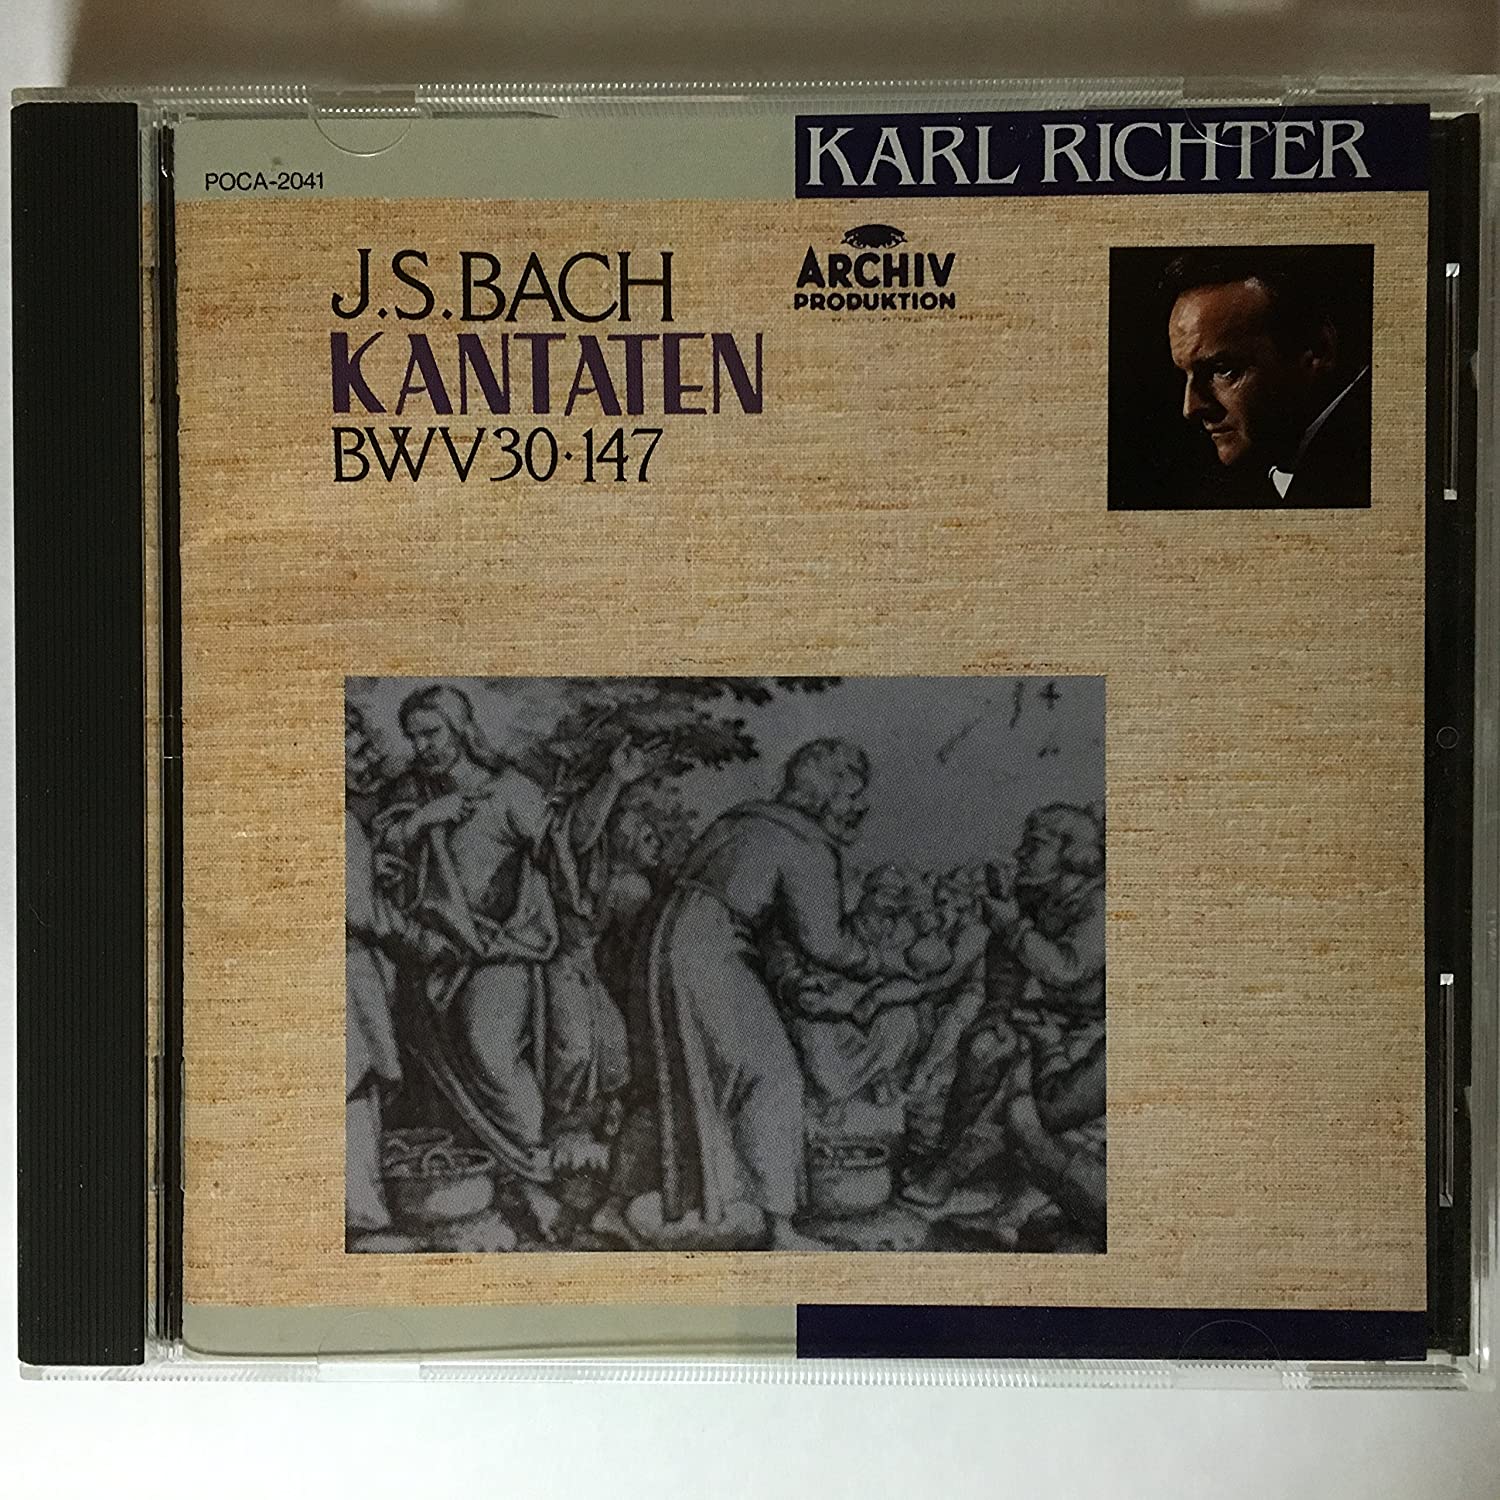 KARL RICHTER
POCA-2041
J.S.BACH
KANTATEN
BWV30·147
ARCHIV
PRODUKTION